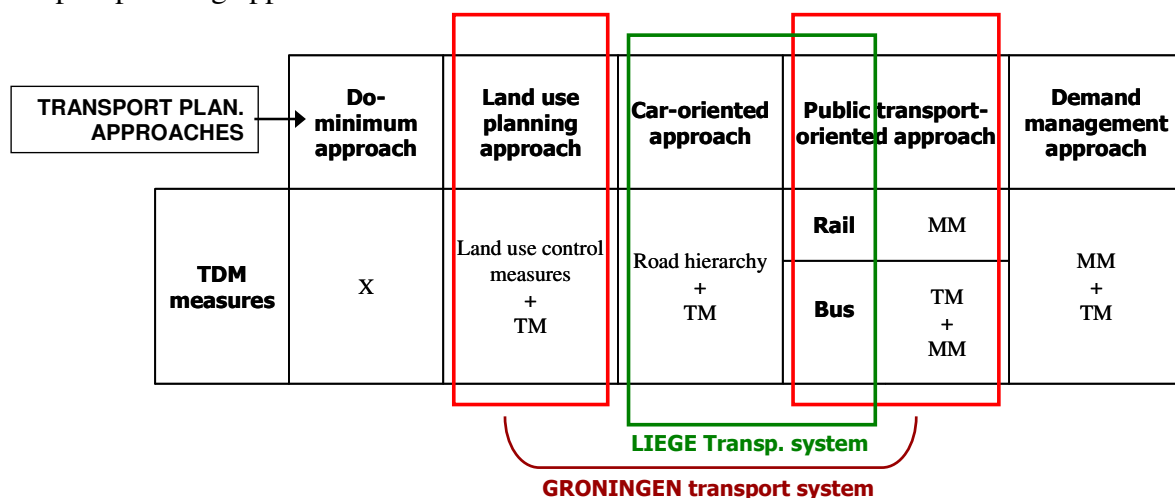 TRANSPORT PLAN.
APPROACHES
Do-
minimum
approach
Land use
planning
approach
Car-oriented
approach
Public transport-
oriented approach
Demand
management
approach
TDM
measures
X
Land use control
measures
+
TM
Road hierarchy
+
TM
Rail
MM
Bus
TM
+
MM
MM
+
TM
LIEGE Transp. system
GRONINGEN transport system